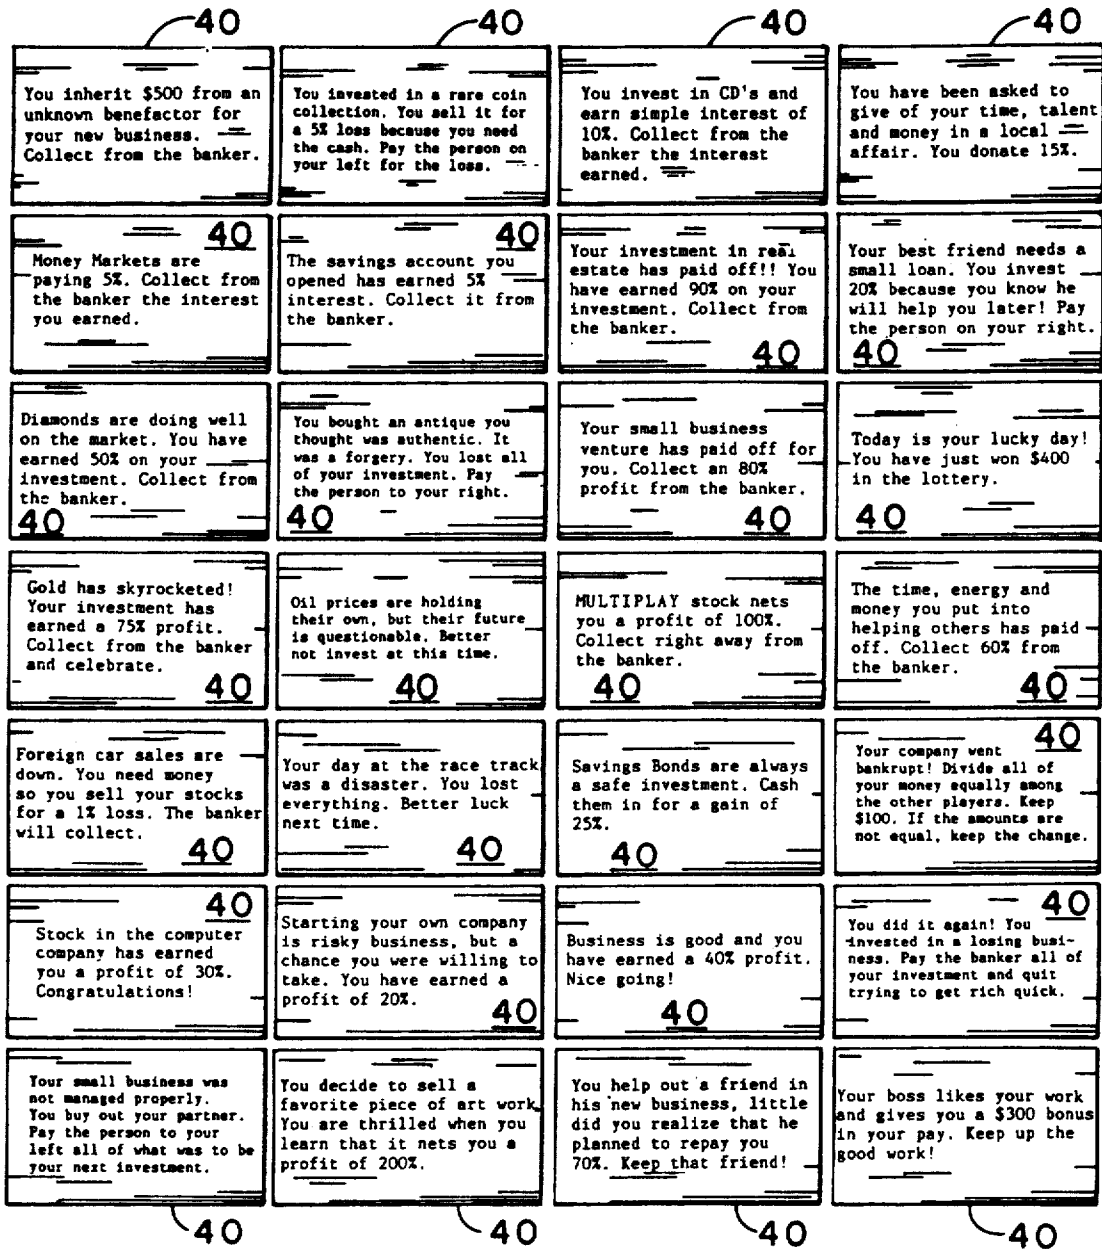 40
40
40
40
You inherit $500 from an
unknown benefactor for
your new business.
Collect from the banker.
You invested in a rare coin
collection. You sell it for
a 5% loss because you need
the cash. Pay the person on
your left for the loss.
You invest in CD's and
earn simple interest of
10%. Collect from the
banker the interest
earned.
You have been asked to
give of your time, talent
and money in a local
affair. You donate 15%.
40
Money Markets are
paying 5%. Collect from
the banker the interest
you earned.
40
The savings account you
opened has earned 5%
interest. Collect it from
the banker.
Your investment in real
estate has paid off!! You
have earned 90% on your
investment. Collect from
the banker.
40
Your best friend needs a
small loan. You invest
20% because you know he
will help you later! Pay
the person on your right.
40
Diamonds are doing well
on the market. You have
earned 50% on your
investment. Collect from
the banker.
40
You bought an antique you
thought was authentic. It
was a forgery. You lost all
of your investment. Pay
the person to your right.
40
Your small business
venture has paid off for
you. Collect an 80%
profit from the banker.
40
Today is your lucky day!
You have just won $400
in the lottery.
40
Gold has skyrocketed!
Your investment has
earned a 75% profit.
Collect from the banker
and celebrate.
40
Oil prices are holding
their own, but their future
is questionable. Better
not invest at this time.
40
MULTIPLAY stock nets
you a profit of 100%.
Collect right away from
the banker.
40
The time, energy and
money you put into
helping others has paid
off. Collect 60% from
the banker.
40
Foreign car sales are
down. You need money
so you sell your stocks
for a 1% loss. The banker
will collect.
40
Your day at the race track
was a disaster. You lost
everything. Better luck
next time.
40
Savings Bonds are always
a safe investment. Cash
them in for a gain of
25%.
40
40
Your company went
bankrupt! Divide all of
your money equally among
the other players. Keep
$100. If the amounts are
not equal, keep the change.
40
Stock in the computer
company has earned
you a profit of 30%.
Congratulations!
Starting your own company
is risky business, but a
chance you were willing to
take. You have earned a
profit of 20%.
40
Business is good and you
have earned a 40% profit.
Nice going!
40
40
You did it again! You
invested in a losing busi-
ness. Pay the banker all of
your investment and quit
trying to get rich quick.
Your small business was
not managed properly.
You buy out your partner.
Pay the person to your
left all of what was to be
your next investment.
You decide to sell a
favorite piece of art work
You are thrilled when you
learn that it nets you a
profit of 200%.
You help out a friend in
his new business, little
did you realize that he
planned to repay you
70%. Keep that friend!
Your boss likes your work
and gives you a $300 bonus
in your pay. Keep up the
good work!
40
40
40
40